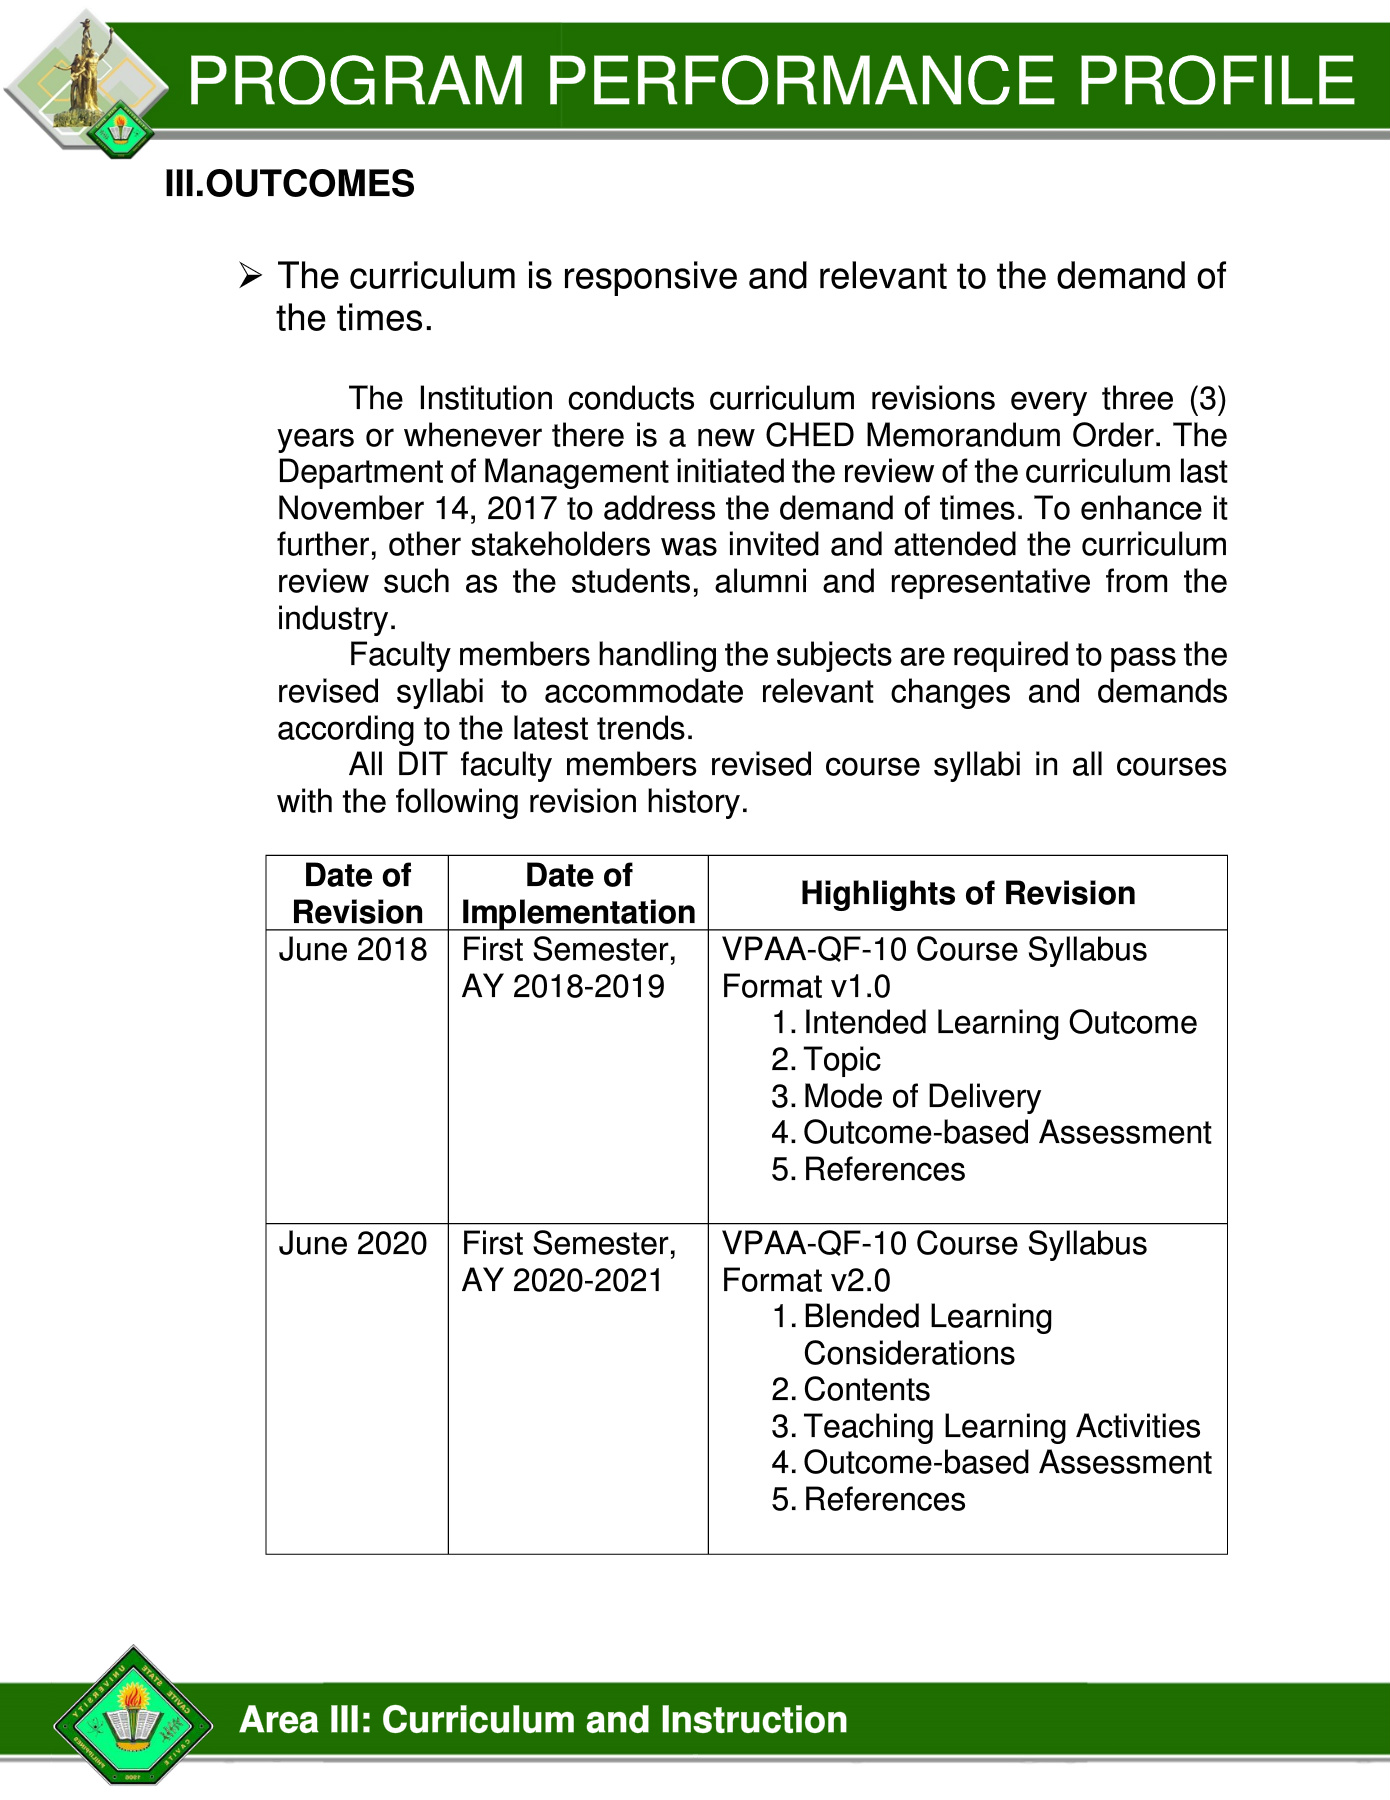 PROGRAM PERFORMANCE PROFILE
III.OUTCOMES
➢ The curriculum is responsive and relevant to the demand of
the times.
The Institution conducts curriculum revisions every three (3)
years or whenever there is a new CHED Memorandum Order. The
Department of Management initiated the review of the curriculum last
November 14, 2017 to address the demand of times. To enhance it
further, other stakeholders was invited and attended the curriculum
review such as the students, alumni and representative from the
industry.
Faculty members handling the subjects are required to pass the
revised syllabi to accommodate relevant changes and demands
according to the latest trends.
All DIT faculty members revised course syllabi in all courses
with the following revision history.
Date of
Revision
Date of
Implementation
Highlights of Revision
June 2018
First Semester,
AY 2018-2019
VPAA-QF-10 Course Syllabus
Format v1.0
1. Intended Learning Outcome
2. Topic
3. Mode of Delivery
4. Outcome-based Assessment
5. References
June 2020
First Semester,
AY 2020-2021
VPAA-QF-10 Course Syllabus
Format v2.0
1. Blended Learning
Considerations
2. Contents
3. Teaching Learning Activities
4. Outcome-based Assessment
5. References
CAVITE STATE UNIVERSITY
CAVITE
PHILIPPINES
Area III: Curriculum and Instruction